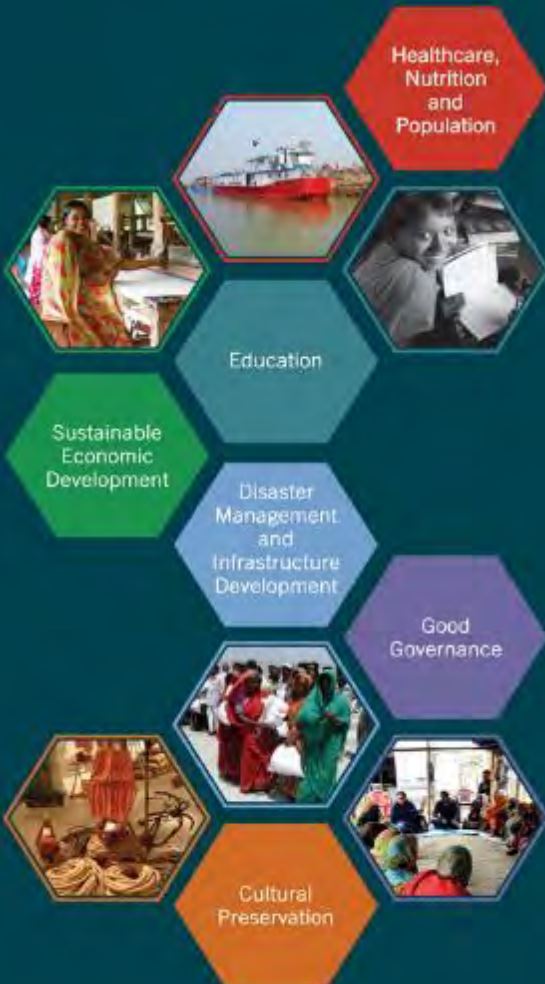 Healthcare,
Nutrition
and
Population
Education
Sustainable
Economic
Development
Disaster
Management
and
Infrastructure
Development
Good
Governance
Cultural
Preservation